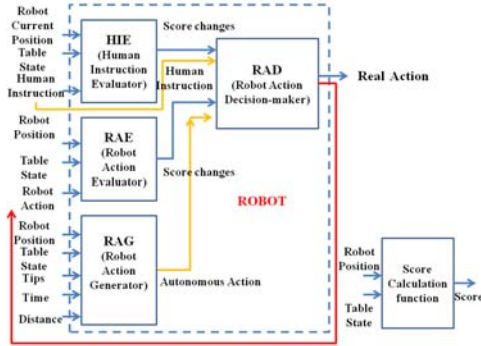 Robot
Current
Position
Table
State
Human
Instruction
HIE
(Human
Instruction
Evaluator)
Score changes
Human
Instruction
RAD
(Robot Action
Decision-maker)
Real Action
Robot
Position
Table
State
Robot
Action
RAE
(Robot
Action
Evaluator)
Score changes
ROBOT
Robot
Position
Table
State
Tips
Time
Distance
RAG
(Robot
Action
Generator)
Autonomous Action
Robot
Position
Table
State
Score
Calculation
function
Score